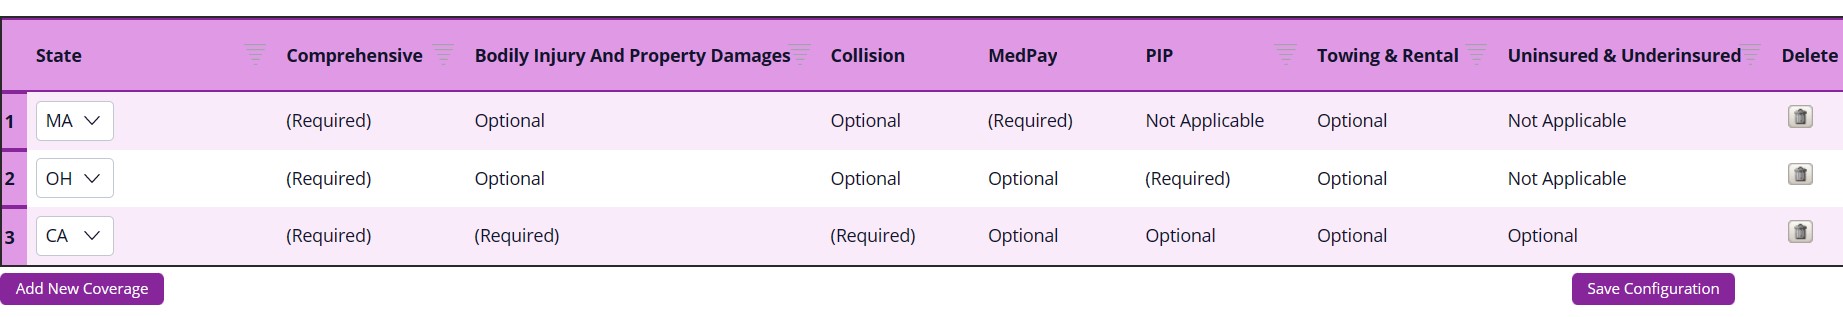 State Comprehensive Bodily Injury And Property Damages Collision MedPay PIP Towing & Rental Uninsured & Underinsured Delete
1 MA (Required) Optional Optional (Required) Not Applicable Optional Not Applicable
2 OH (Required) Optional Optional Optional (Required) Optional Not Applicable
3 CA (Required) (Required) (Required) Optional Optional Optional Optional
Add New Coverage Save Configuration